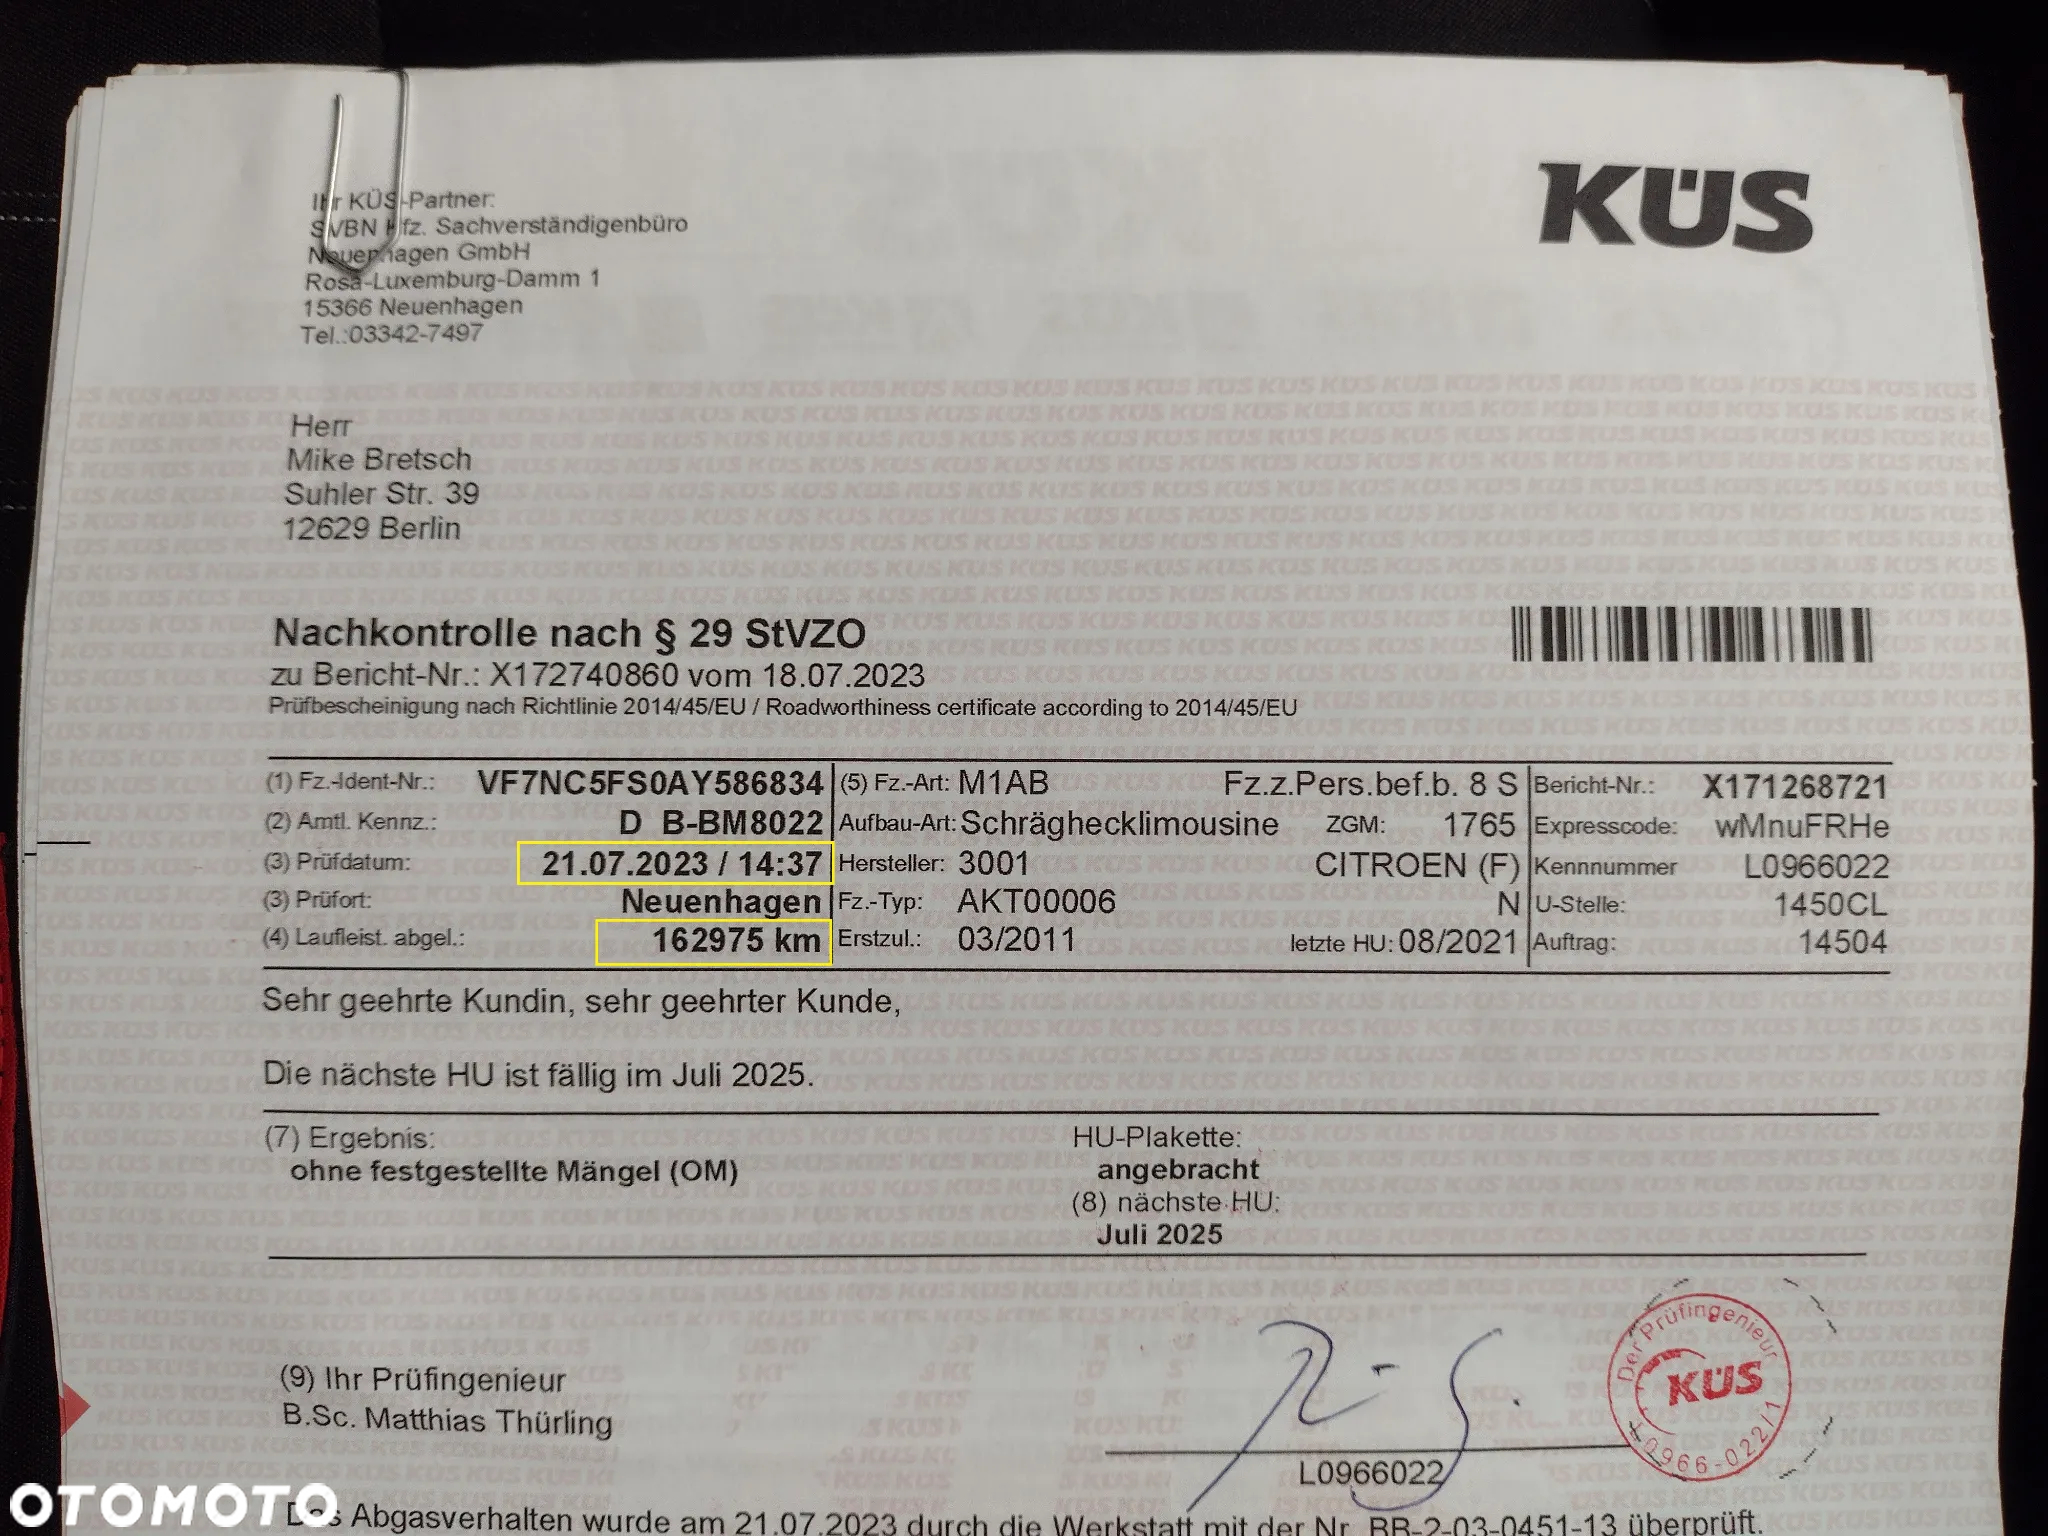 KÜS
Ihr KÜS-Partner:
SVBN Kfz. Sachverständigenbüro
Neuenhagen GmbH
Rosa-Luxemburg-Damm 1
15366 Neuenhagen
Tel.:03342-7497
Herr
Mike Bretsch
Suhler Str. 39
12629 Berlin
Nachkontrolle nach § 29 StVZO
zu Bericht-Nr.: X172740860 vom 18.07.2023
Prüfbescheinigung nach Richtlinie 2014/45/EU / Roadworthiness certificate according to 2014/45/EU
(1) Fz.-Ident-Nr.: VF7NC5FS0AY586834 (5) Fz.-Art: M1AB Fz.z.Pers.bef.b. 8 S Bericht-Nr.: X171268721
(2) Amtl. Kennz.: D B-BM8022 Aufbau-Art: Schräghecklimousine ZGM: 1765 Expresscode: wMnuFRHe
(3) Prüfdatum: 21.07.2023 / 14:37 Hersteller: 3001 CITROEN (F) Kennnummer L0966022
(3) Prüfort: Neuenhagen Fz.-Typ: AKT00006 N U-Stelle: 1450CL
(4) Laufleist. abgel.: 162975 km Erstzul.: 03/2011 letzte HU: 08/2021 Auftrag: 14504
Sehr geehrte Kundin, sehr geehrter Kunde,
Die nächste HU ist fällig im Juli 2025.
(7) Ergebnis: HU-Plakette:
ohne festgestellte Mängel (OM) angebracht
(8) nächste HU:
Juli 2025
(9) Ihr Prüfingenieur
B.Sc. Matthias Thürling
Der Prüfingenieur
KÜS
L0966-022/1
L0966022
Das Abgasverhalten wurde am 21.07.2023 durch die Werkstatt mit der Nr. BB-2-03-0451-13 überprüft.
OTOMOTO